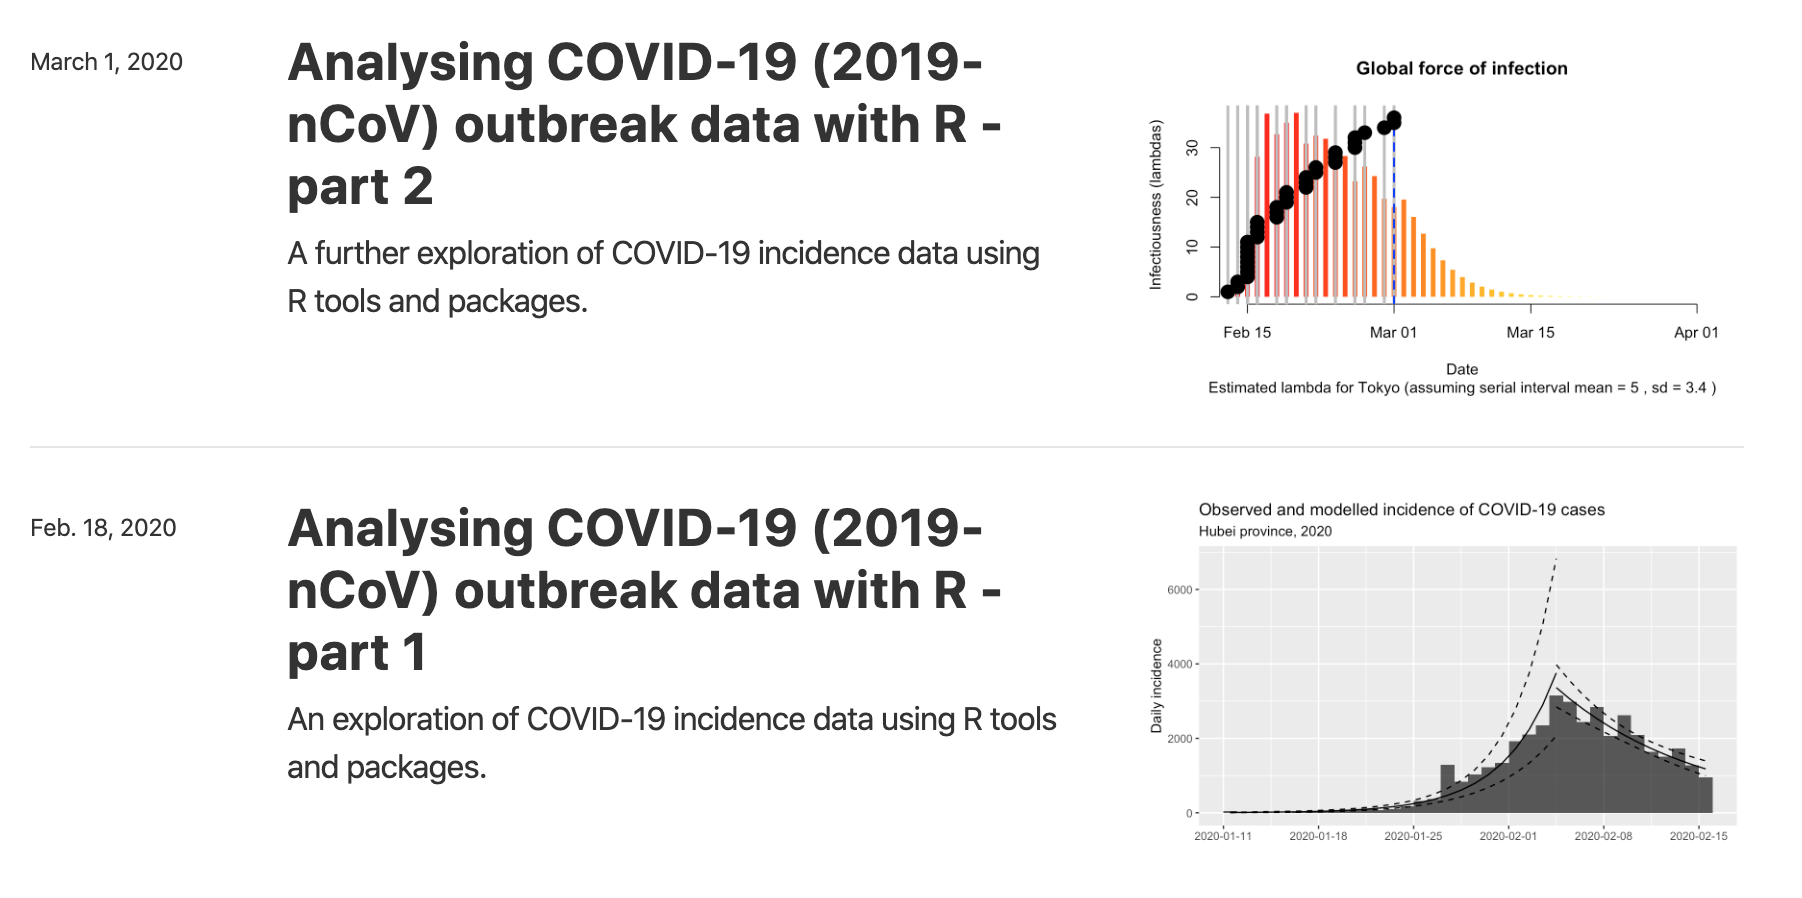 March 1, 2020
Analysing COVID-19 (2019-
nCoV) outbreak data with R -
part 2
A further exploration of COVID-19 incidence data using
R tools and packages.
Global force of infection
Infectiousness (lambdas)
30
20
10
0
Feb 15
Mar 01
Mar 15
Apr 01
Date
Estimated lambda for Tokyo (assuming serial interval mean = 5 , sd = 3.4 )
Feb. 18, 2020
Analysing COVID-19 (2019-
nCoV) outbreak data with R -
part 1
An exploration of COVID-19 incidence data using R tools
and packages.
Observed and modelled incidence of COVID-19 cases
Hubei province, 2020
Daily incidence
6000
4000
2000
0
2020-01-11
2020-01-18
2020-01-25
2020-02-01
2020-02-08
2020-02-15